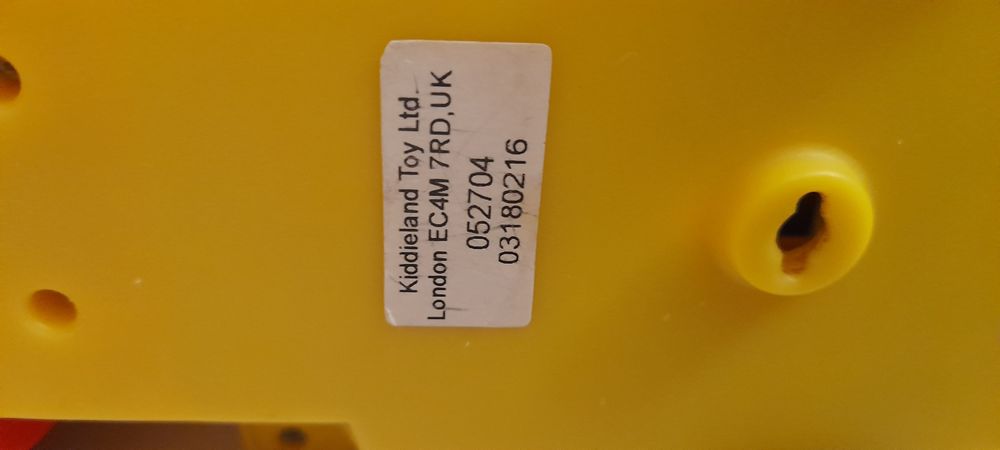 Kiddieland Toy Ltd.
London EC4M 7RD,UK
052704
03180216